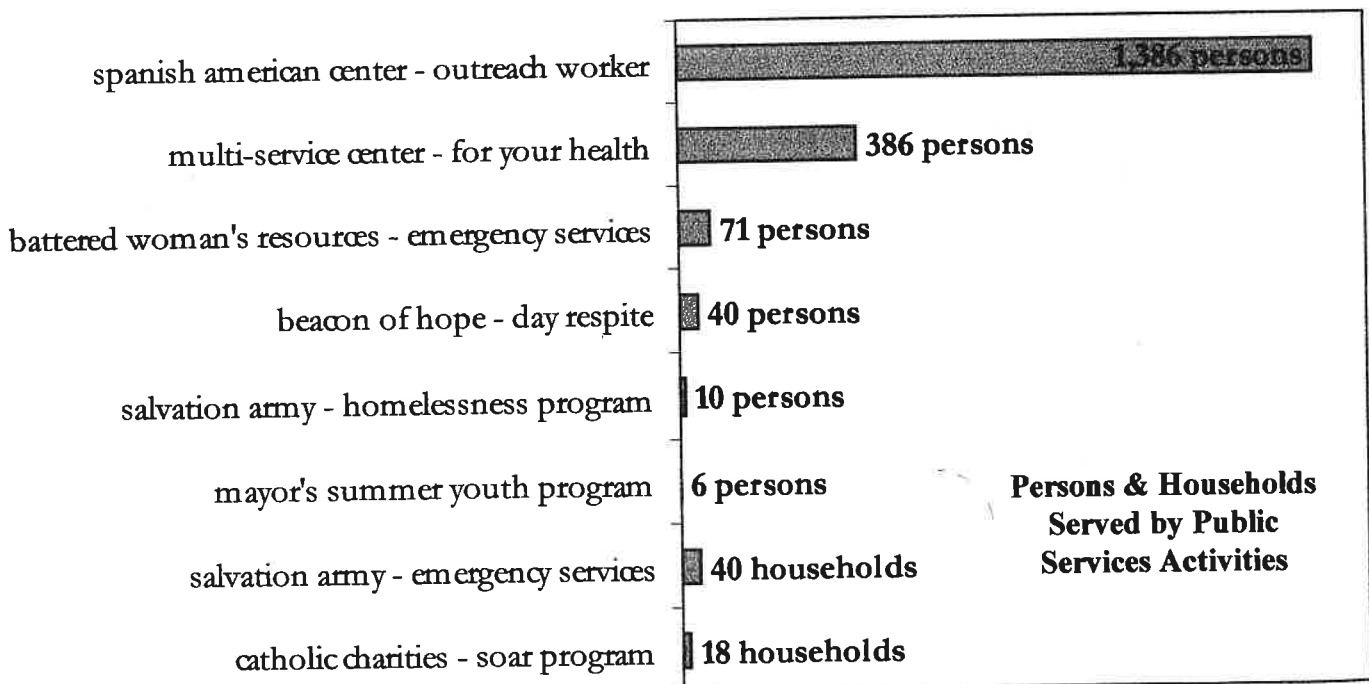 spanish american center - outreach worker 1,386 persons
multi-service center - for your health 386 persons
battered woman's resources - emergency services 71 persons
beacon of hope - day respite 40 persons
salvation army - homelessness program 10 persons
mayor's summer youth program 6 persons
salvation army - emergency services 40 households
catholic charities - soar program 18 households
Persons & Households
Served by Public
Services Activities